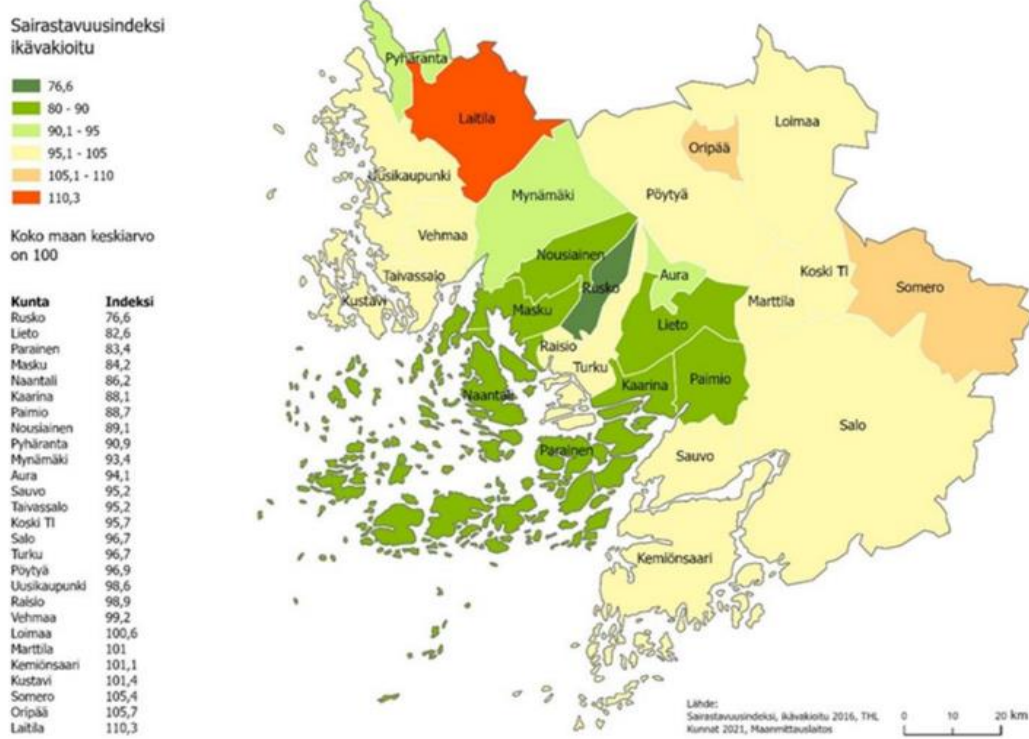 Sairastavuusindeksi
ikävakioitu
76,6
80 - 90
90,1 - 95
95,1 - 105
105,1 - 110
110,3
Koko maan keskiarvo
on 100
Kunta Indeksi
Rusko 76,6
Lieto 82,6
Parainen 83,4
Masku 84,2
Naantali 86,2
Kaarina 88,1
Paimio 88,7
Nousiainen 89,1
Pyhäranta 90,9
Mynämäki 93,4
Aura 94,1
Sauvo 95,2
Taivassalo 95,2
Koski Tl 95,7
Salo 96,7
Turku 96,7
Pöytyä 96,9
Uusikaupunki 98,6
Raisio 98,9
Vehmaa 99,2
Loimaa 100,6
Marttila 101
Kemiönsaari 101,1
Kustavi 101,4
Somero 105,4
Oripää 105,7
Laitila 110,3
Pyhäranta
Laitila
Loimaa
Oripää
Uusikaupunki
Mynämäki
Pöytyä
Vehmaa
Nousiainen
Taivassalo
Aura
Koski Tl
Somero
Kustavi
Rusko
Marttila
Masku
Lieto
Raisio
Turku
Kaarina
Paimio
Naantali
Salo
Parainen
Sauvo
Kemiönsaari
Lähde:
Sairastavuusindeksi, ikävakioitu 2016, THL
Kunnat 2021, Maanmittauslaitos
0 10 20 km